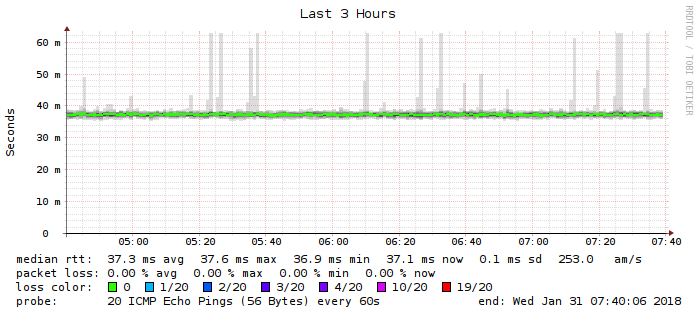 Last 3 Hours
RRDTOOL / TOBI OETIKER
Seconds
60 m
50 m
40 m
30 m
20 m
10 m
0
05:00 05:20 05:40 06:00 06:20 06:40 07:00 07:20 07:40
median rtt: 37.3 ms avg 37.6 ms max 36.9 ms min 37.1 ms now 0.1 ms sd 253.0 am/s
packet loss: 0.00 % avg 0.00 % max 0.00 % min 0.00 % now
loss color: 0 1/20 2/20 3/20 4/20 10/20 19/20
probe: 20 ICMP Echo Pings (56 Bytes) every 60s end: Wed Jan 31 07:40:06 2018